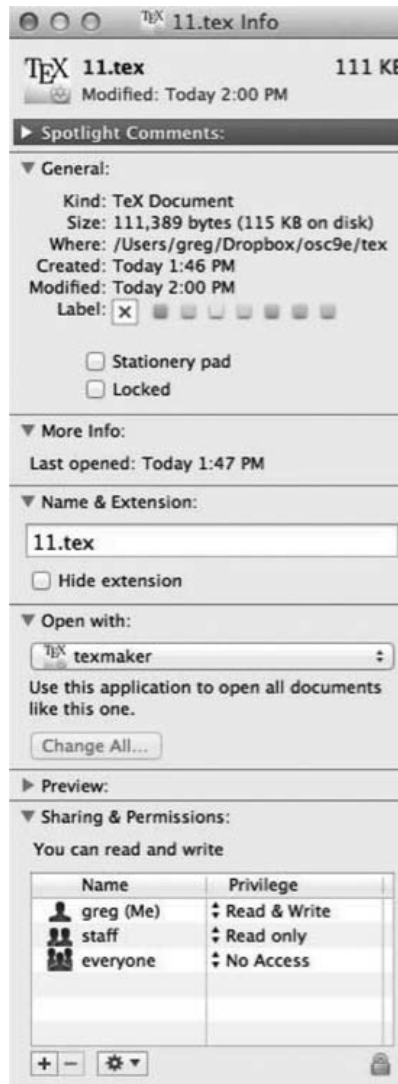 TEX 11.tex Info
TEX 11.tex 111 KB
Modified: Today 2:00 PM
Spotlight Comments:
General:
Kind: TeX Document
Size: 111,389 bytes (115 KB on disk)
Where: /Users/greg/Dropbox/osc9e/tex
Created: Today 1:46 PM
Modified: Today 2:00 PM
Label:
Stationery pad
Locked
More Info:
Last opened: Today 1:47 PM
Name & Extension:
11.tex
Hide extension
Open with:
TEX texmaker
Use this application to open all documents
like this one.
Change All...
Preview:
Sharing & Permissions:
You can read and write
Name Privilege
greg (Me) Read & Write
staff Read only
everyone No Access